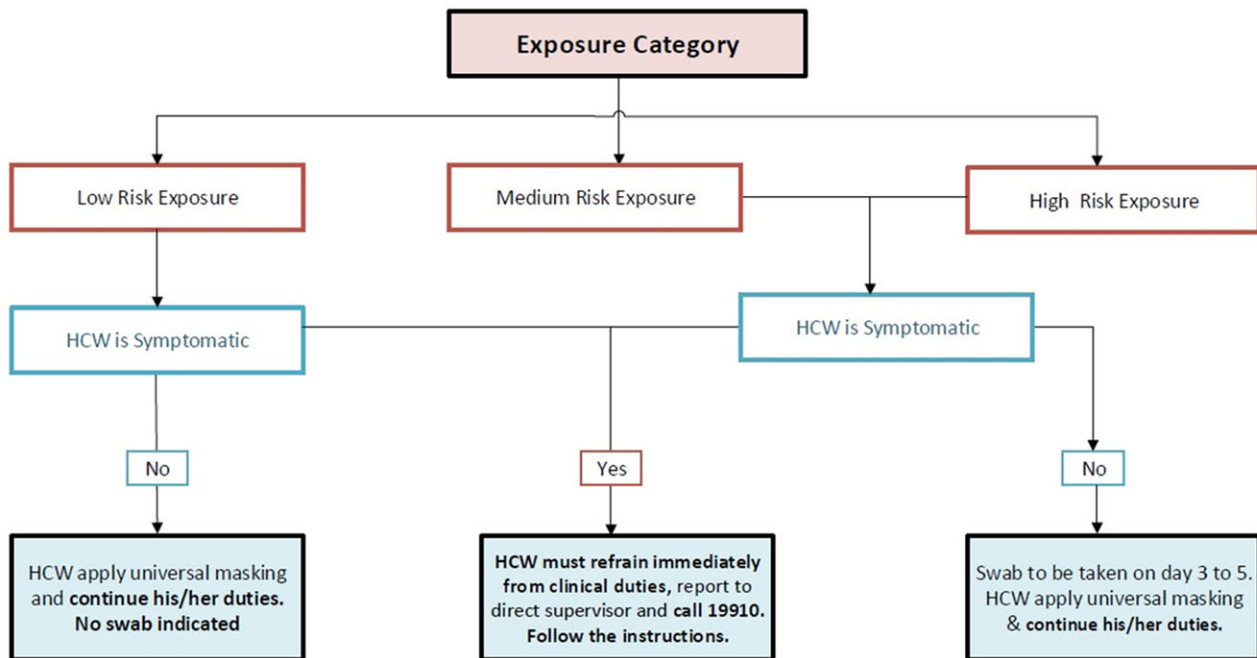 Exposure Category
Low Risk Exposure
Medium Risk Exposure
High Risk Exposure
HCW is Symptomatic
HCW is Symptomatic
No
Yes
No
HCW apply universal masking
and continue his/her duties.
No swab indicated
HCW must refrain immediately
from clinical duties, report to
direct supervisor and call 19910.
Follow the instructions.
Swab to be taken on day 3 to 5.
HCW apply universal masking
& continue his/her duties.